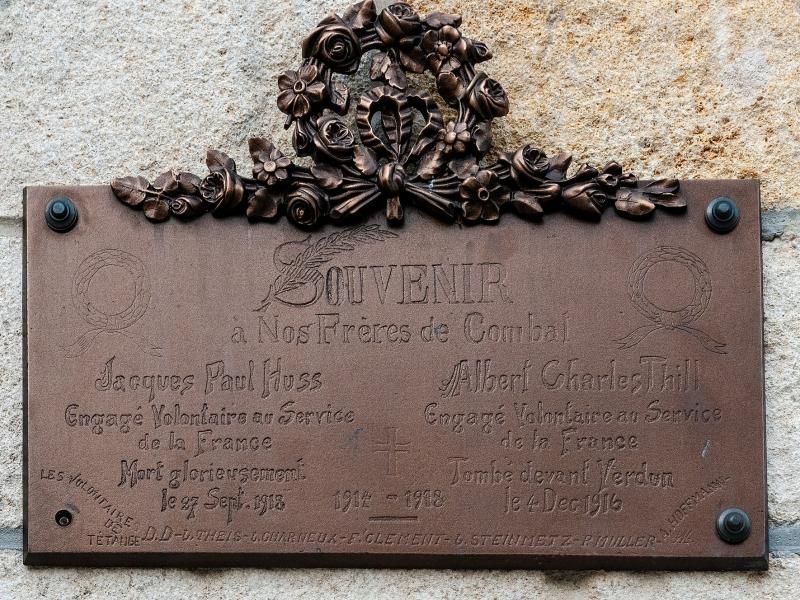 SOUVENIR
à Nos Frères de Combat
Jacques Paul Huss
Engagé Volontaire au Service
de la France
Mort glorieusement
le 27 Sept. 1918
Albert Charles Thill
Engagé Volontaire au Service
de la France
Tombé devant Verdun
le 4 Dec 1916
1914 - 1918
LES VOLONTAIRE
DE
TÉTANGE
D.D-L.THEIS-L.CHARNEUX-F.CLEMENT-L.STEINMETZ-P.MULLER-
HOFFMANN-